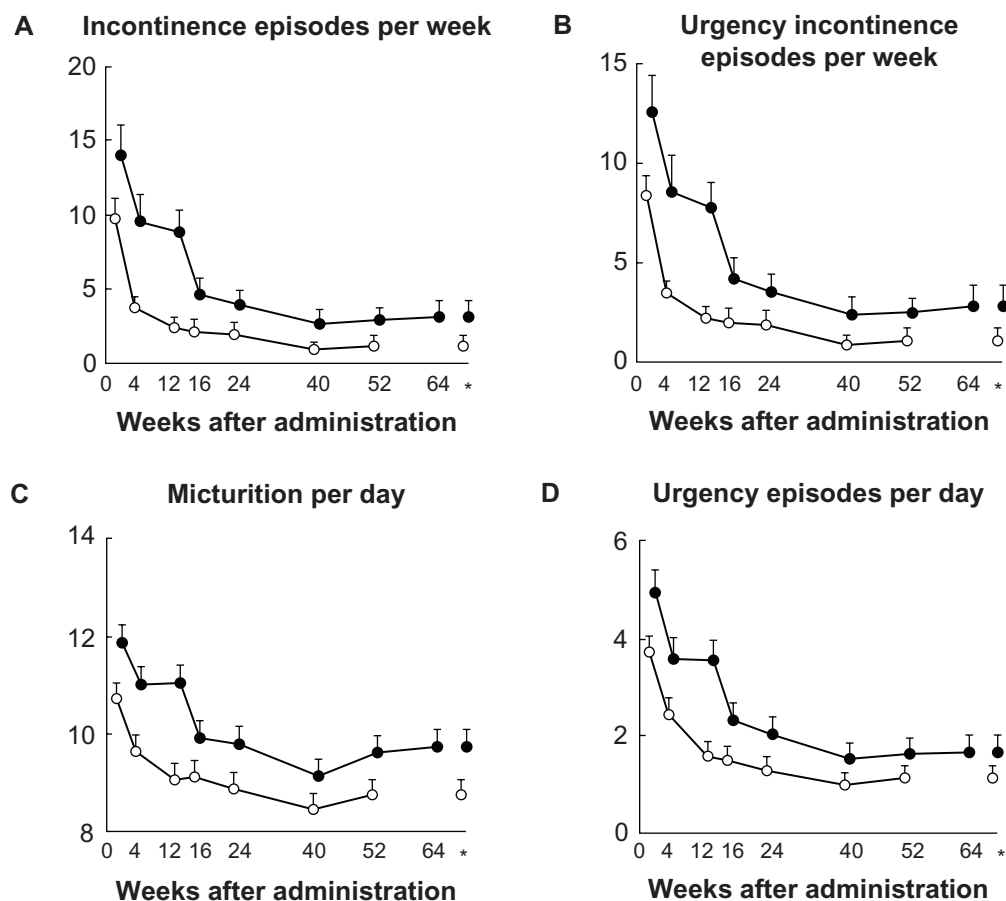 A Incontinence episodes per week
20
15
10
5
0
0 4 12 16 24 40 52 64 *
Weeks after administration
B Urgency incontinence
episodes per week
15
10
5
0
0 4 12 16 24 40 52 64 *
Weeks after administration
C Micturition per day
14
12
10
8
0 4 12 16 24 40 52 64 *
Weeks after administration
D Urgency episodes per day
6
4
2
0
0 4 12 16 24 40 52 64 *
Weeks after administration